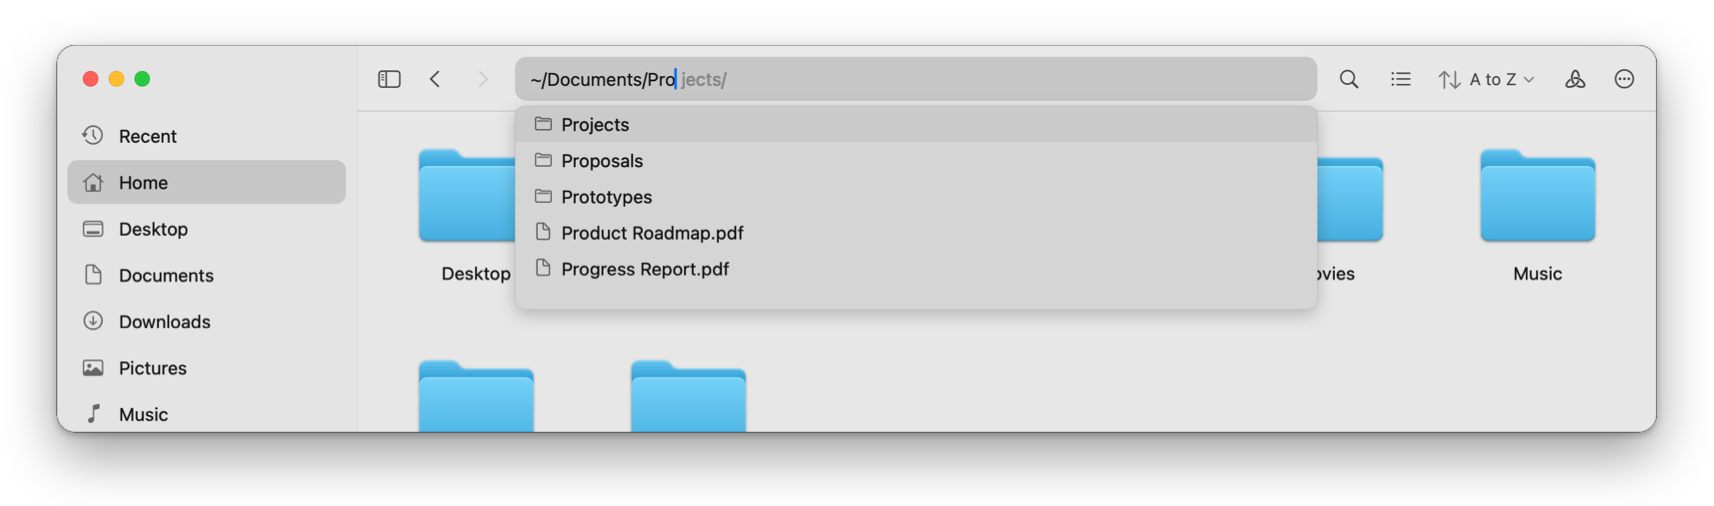 ~/Documents/Projects/
A to Z
Recent
Home
Desktop
Documents
Downloads
Pictures
Music
Projects
Proposals
Prototypes
Product Roadmap.pdf
Progress Report.pdf
Desktop
ovies
Music